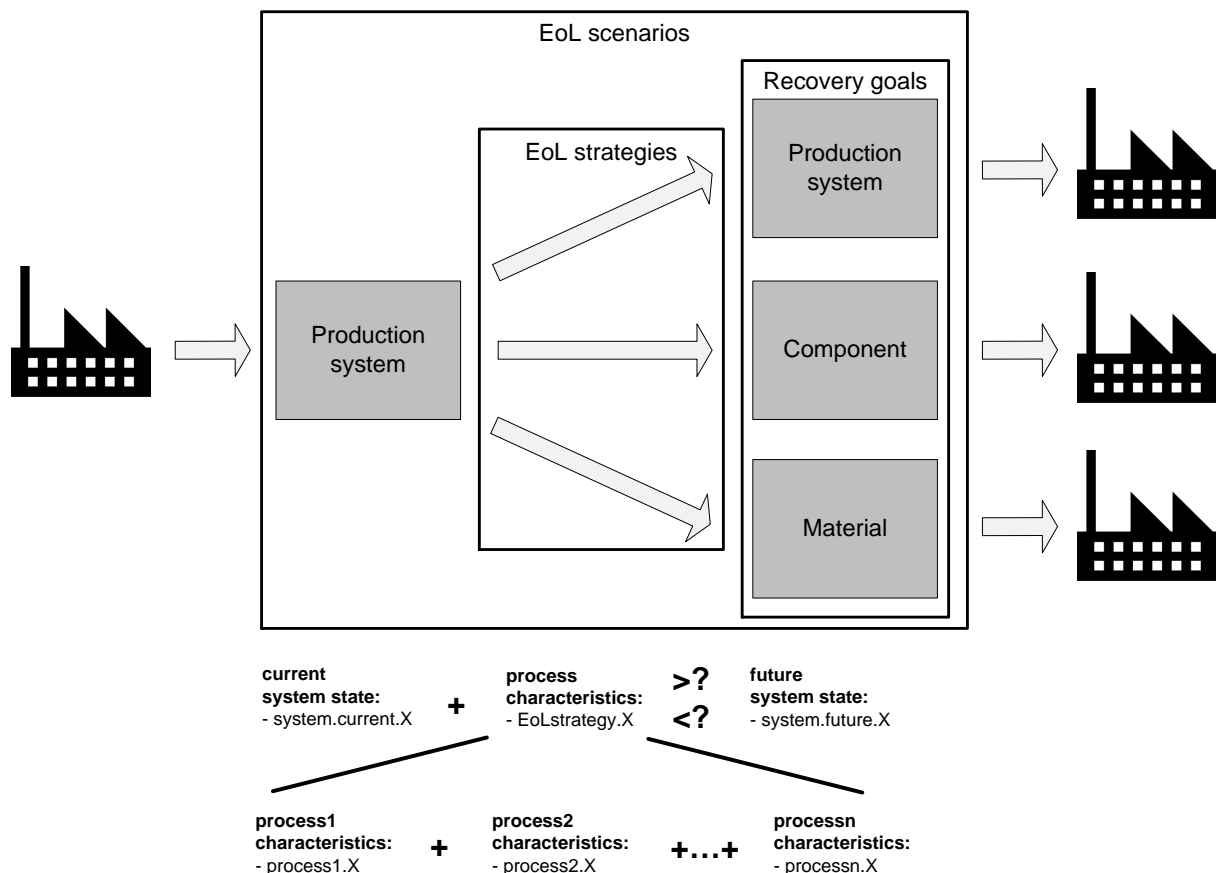 EoL scenarios
Recovery goals
EoL strategies
Production
system
Production
system
Component
Material
current
system state:
- system.current.X
+
process
characteristics:
- EoLstrategy.X
>?
<?
future
system state:
- system.future.X
process1
characteristics:
- process1.X
+
process2
characteristics:
- process2.X
+...+
processn
characteristics:
- processn.X